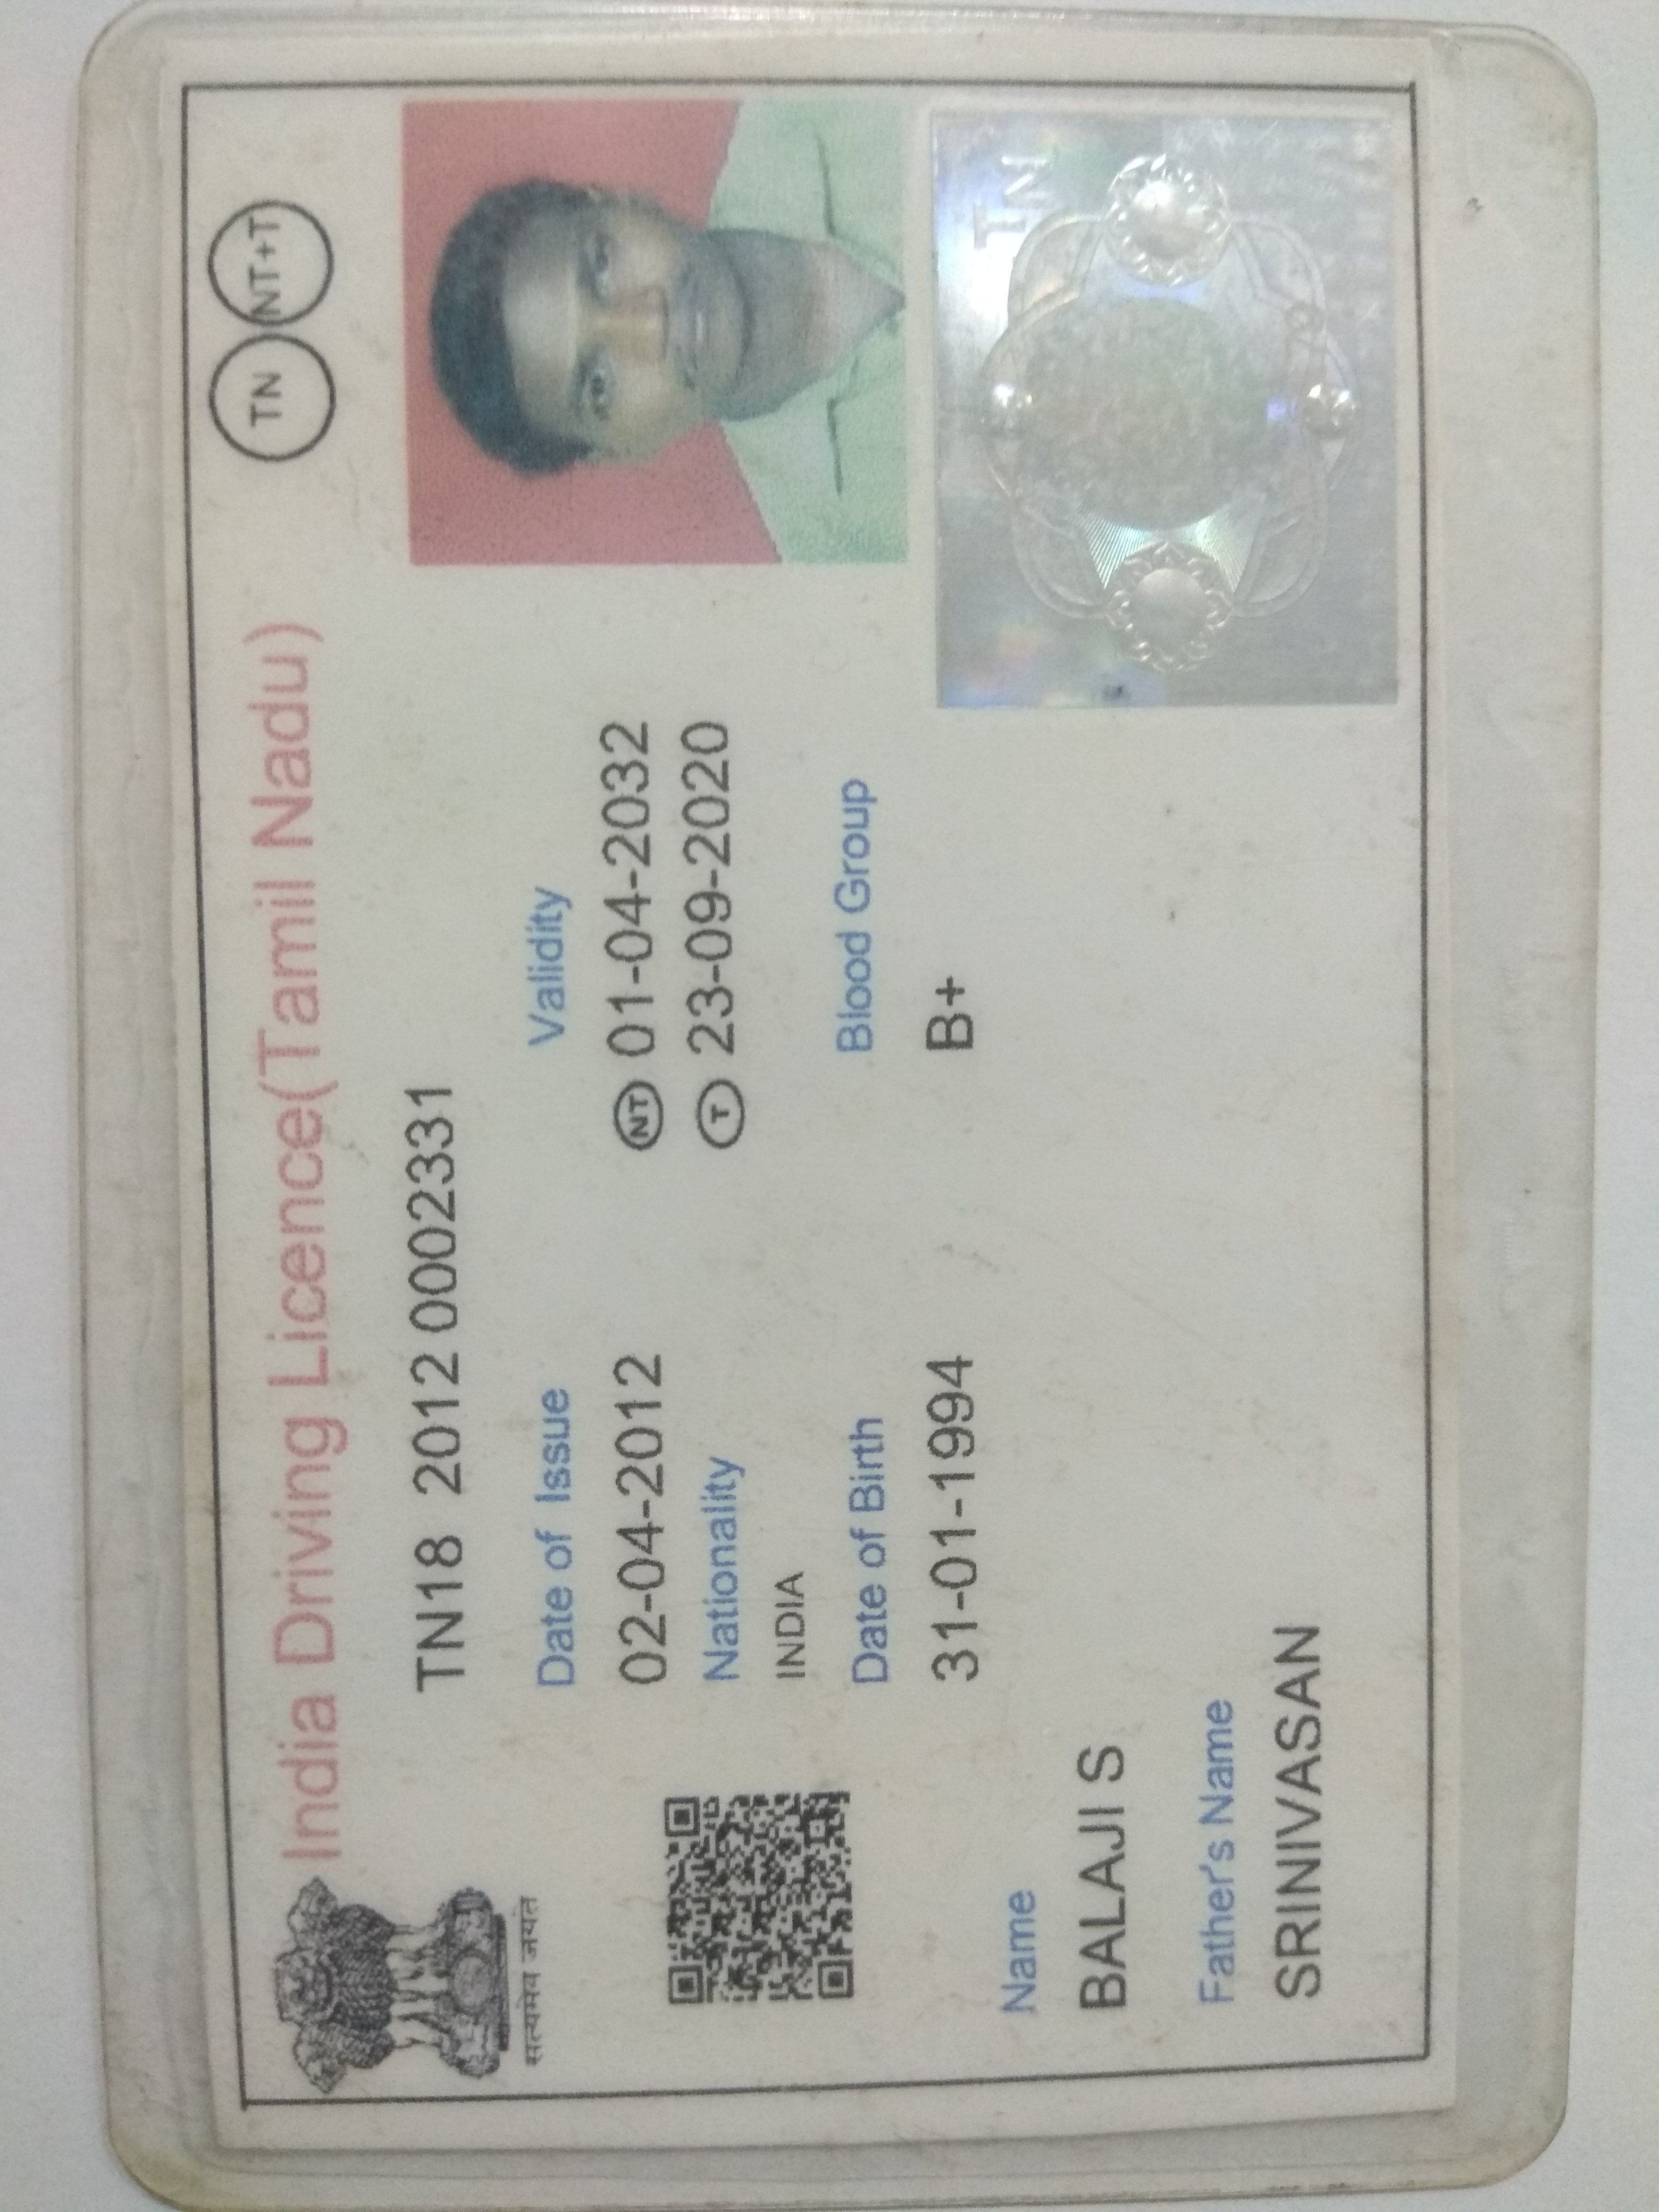 India Driving Licence(Tamil Nadu)
TN NT+T
सत्यमेव जयते
TN18 2012 0002331
Date of Issue Validity
02-04-2012 NT 01-04-2032
Nationality T 23-09-2020
INDIA
Date of Birth Blood Group
31-01-1994 B+
TN
Name
BALAJI S
Father's Name
SRINIVASAN